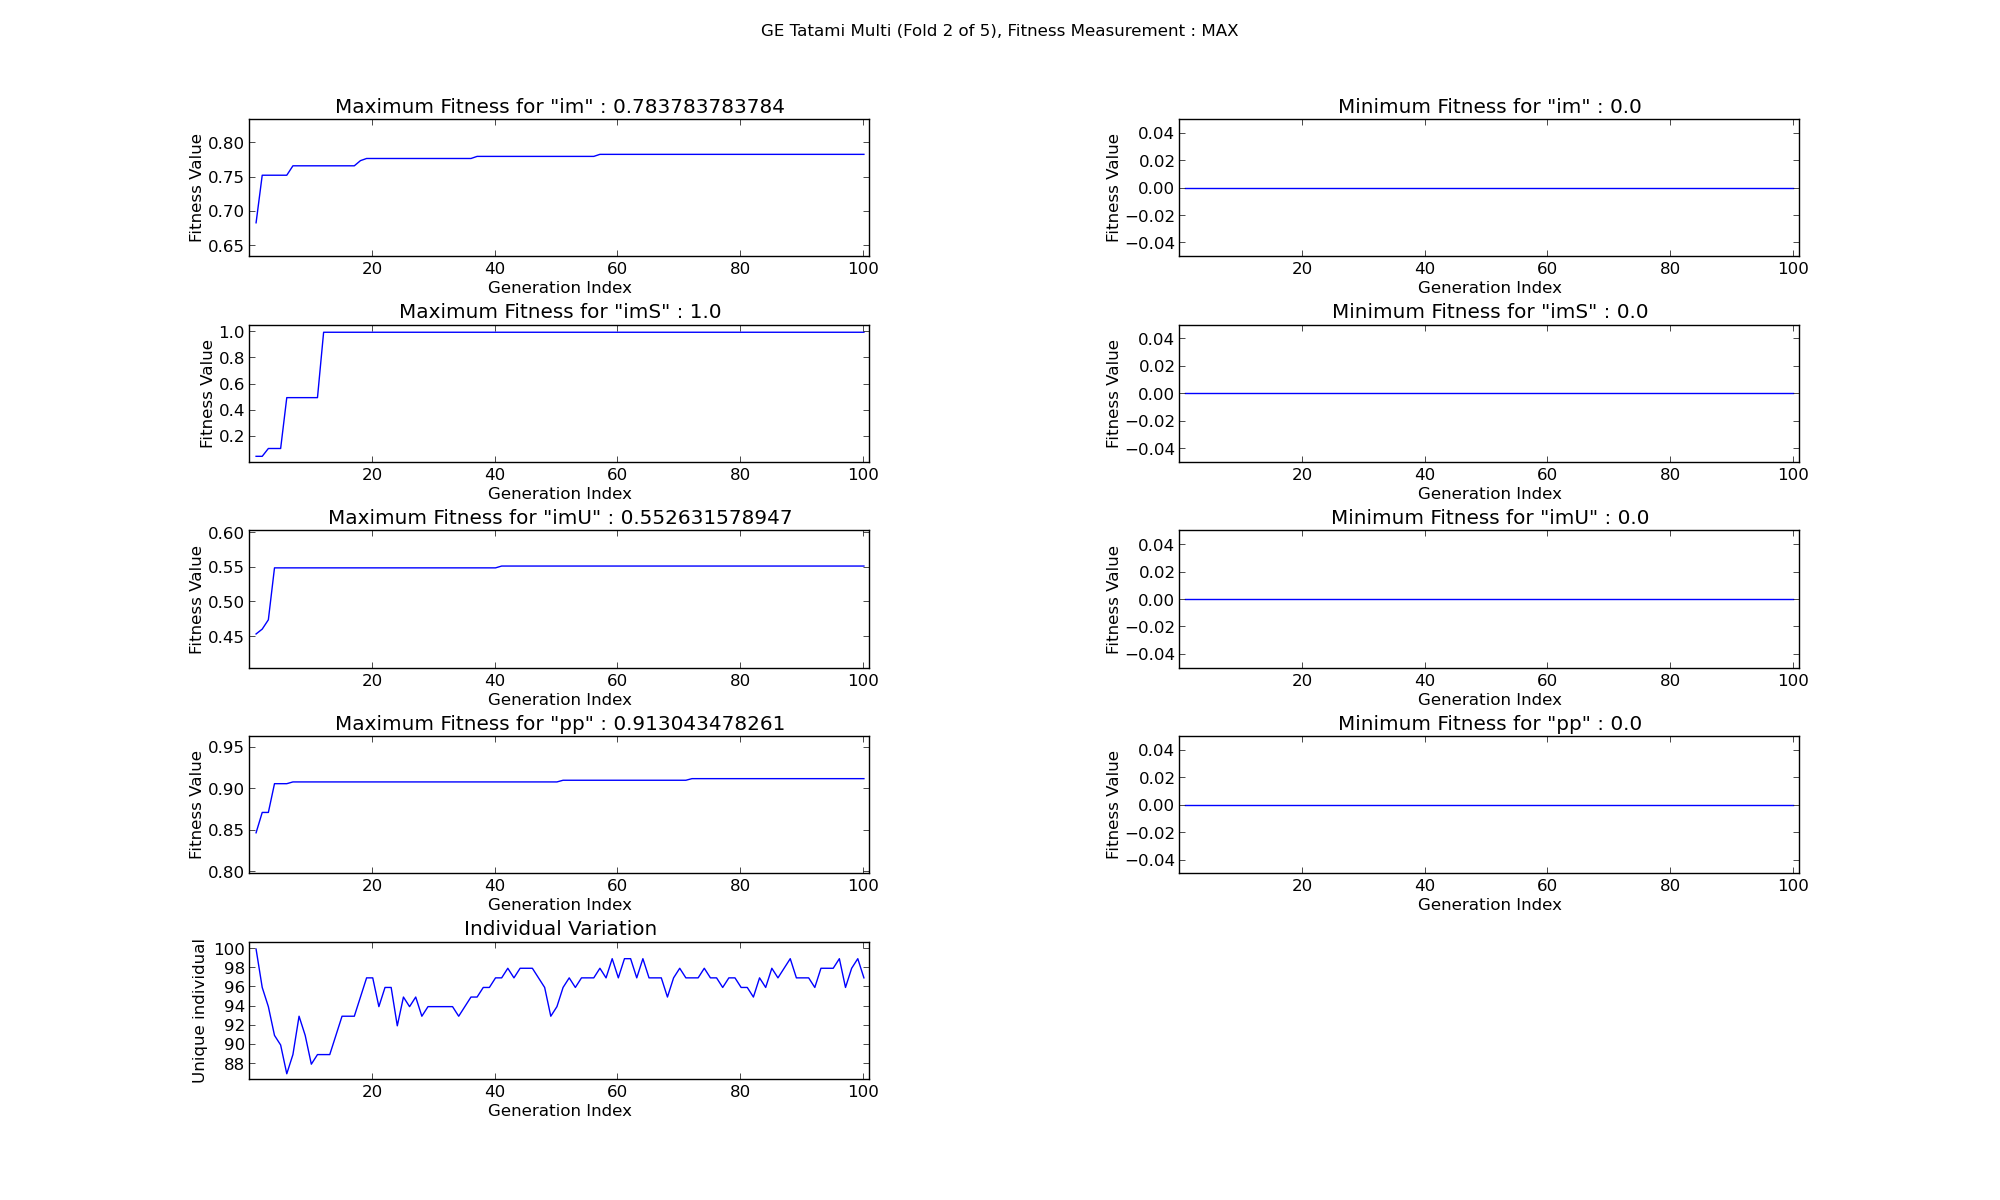 GE Tatami Multi (Fold 2 of 5), Fitness Measurement : MAX
Maximum Fitness for "im" : 0.783783783784
Fitness Value
0.80
0.75
0.70
0.65
20 40 60 80 100
Generation Index
Minimum Fitness for "im" : 0.0
Fitness Value
0.04
0.02
0.00
−0.02
−0.04
20 40 60 80 100
Generation Index
Maximum Fitness for "imS" : 1.0
Fitness Value
1.0
0.8
0.6
0.4
0.2
20 40 60 80 100
Generation Index
Minimum Fitness for "imS" : 0.0
Fitness Value
0.04
0.02
0.00
−0.02
−0.04
20 40 60 80 100
Generation Index
Maximum Fitness for "imU" : 0.552631578947
Fitness Value
0.60
0.55
0.50
0.45
20 40 60 80 100
Generation Index
Minimum Fitness for "imU" : 0.0
Fitness Value
0.04
0.02
0.00
−0.02
−0.04
20 40 60 80 100
Generation Index
Maximum Fitness for "pp" : 0.913043478261
Fitness Value
0.95
0.90
0.85
0.80
20 40 60 80 100
Generation Index
Minimum Fitness for "pp" : 0.0
Fitness Value
0.04
0.02
0.00
−0.02
−0.04
20 40 60 80 100
Generation Index
Individual Variation
Unique individual
100
98
96
94
92
90
88
20 40 60 80 100
Generation Index